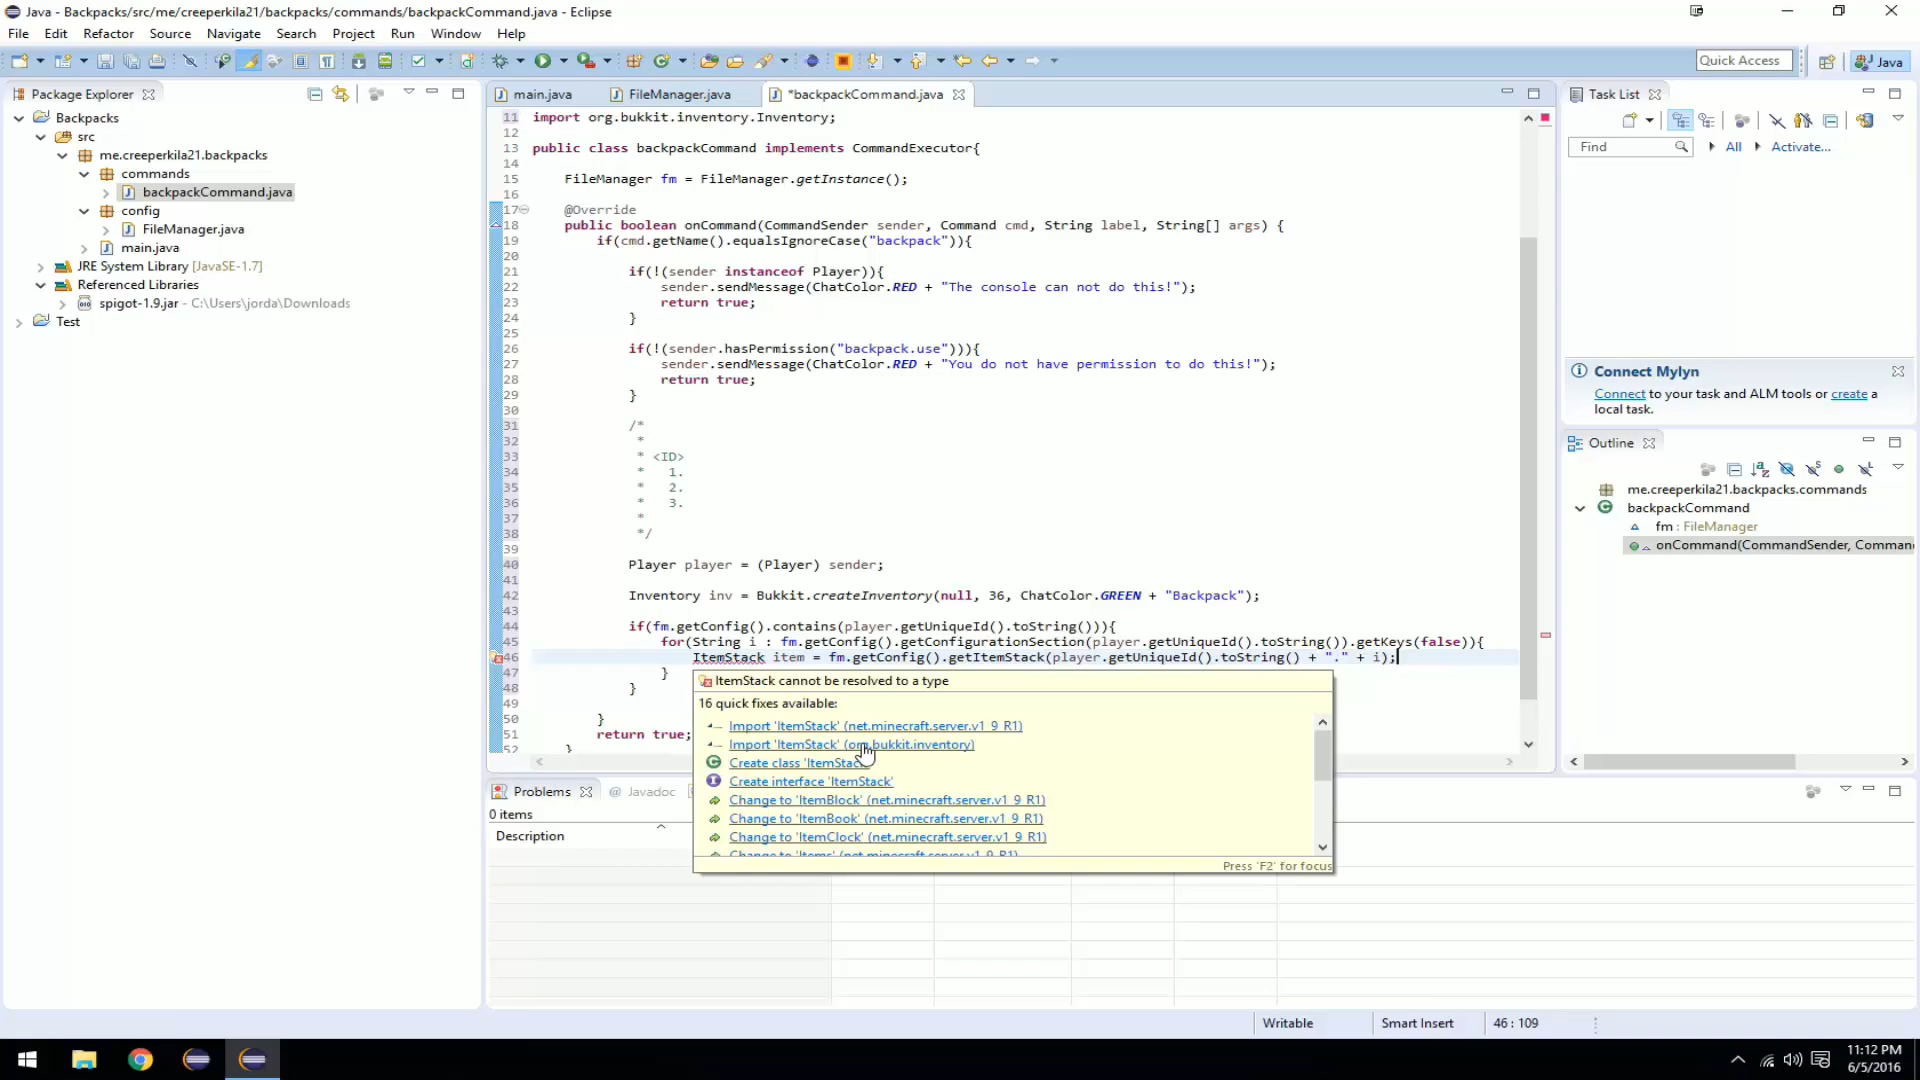 Java - Backpacks/src/me/creeperkila21/backpacks/commands/backpackCommand.java - Eclipse
File Edit Refactor Source Navigate Search Project Run Window Help
Quick Access
Java
Package Explorer
Backpacks
src
me.creeperkila21.backpacks
commands
backpackCommand.java
config
FileManager.java
main.java
JRE System Library [JavaSE-1.7]
Referenced Libraries
spigot-1.9.jar - C:\Users\jorda\Downloads
Test
main.java FileManager.java *backpackCommand.java
11 import org.bukkit.inventory.Inventory;
12
13 public class backpackCommand implements CommandExecutor{
14
15 FileManager fm = FileManager.getInstance();
16
17 @Override
18 public boolean onCommand(CommandSender sender, Command cmd, String label, String[] args) {
19 if(cmd.getName().equalsIgnoreCase("backpack")){
20
21 if(!(sender instanceof Player)){
22 sender.sendMessage(ChatColor.RED + "The console can not do this!");
23 return true;
24 }
25
26 if(!(sender.hasPermission("backpack.use"))){
27 sender.sendMessage(ChatColor.RED + "You do not have permission to do this!");
28 return true;
29 }
30
31 /*
32 *
33 * <ID>
34 * 1.
35 * 2.
36 * 3.
37 *
38 */
39
40 Player player = (Player) sender;
41
42 Inventory inv = Bukkit.createInventory(null, 36, ChatColor.GREEN + "Backpack");
43
44 if(fm.getConfig().contains(player.getUniqueId().toString())){
45 for(String i : fm.getConfig().getConfigurationSection(player.getUniqueId().toString()).getKeys(false)){
46 ItemStack item = fm.getConfig().getItemStack(player.getUniqueId().toString() + "." + i);
47 }
48 }
49
50 }
51 return true;
52 }
ItemStack cannot be resolved to a type
16 quick fixes available:
Import 'ItemStack' (net.minecraft.server.v1_9_R1)
Import 'ItemStack' (org.bukkit.inventory)
Create class 'ItemStack'
Create interface 'ItemStack'
Change to 'ItemBlock' (net.minecraft.server.v1_9_R1)
Change to 'ItemBook' (net.minecraft.server.v1_9_R1)
Change to 'ItemClock' (net.minecraft.server.v1_9_R1)
Change to 'Items' (net.minecraft.server.v1_9_R1)
Press 'F2' for focus
Problems @ Javadoc
0 items
Description
Task List
Find All Activate...
Connect Mylyn
Connect to your task and ALM tools or create a
local task.
Outline
me.creeperkila21.backpacks.commands
backpackCommand
fm : FileManager
onCommand(CommandSender, Comman
Writable Smart Insert 46 : 109
11:12 PM
6/5/2016